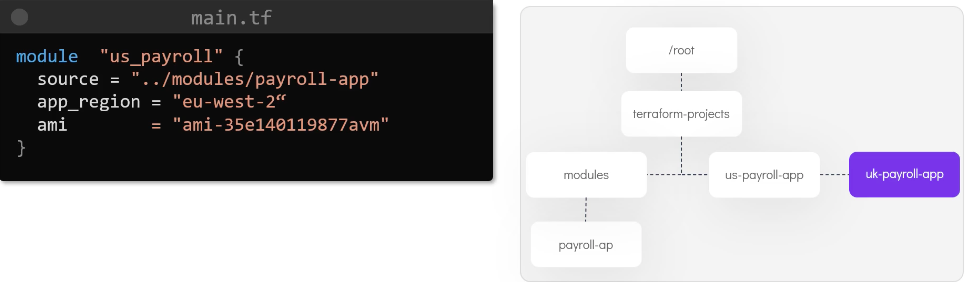 main.tf
module "us_payroll" {
source = "../modules/payroll-app"
app_region = "eu-west-2“
ami = "ami-35e140119877avm"
}
/root
terraform-projects
modules
us-payroll-app
uk-payroll-app
payroll-ap